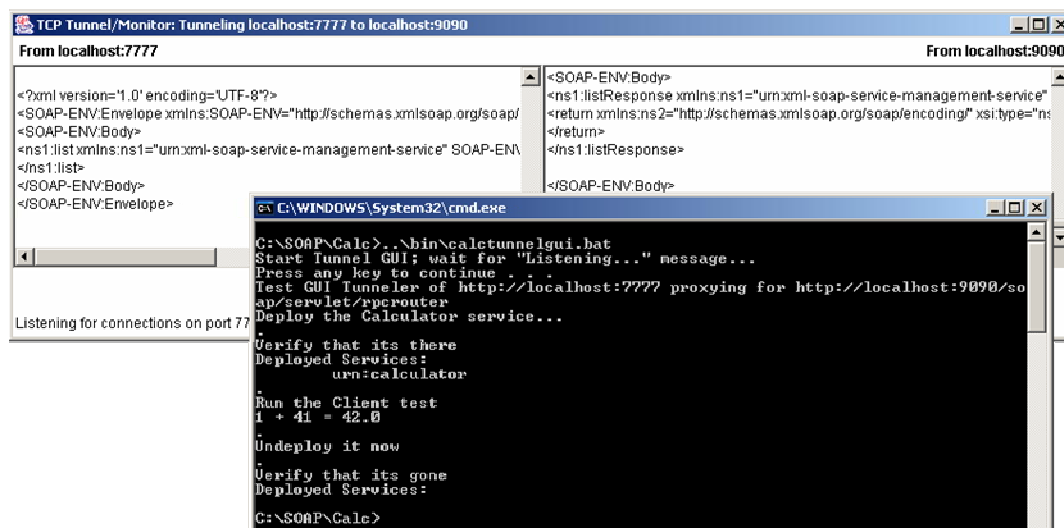 TCP Tunnel/Monitor: Tunneling localhost:7777 to localhost:9090
From localhost:7777
From localhost:9090
<?xml version='1.0' encoding='UTF-8'?>
<SOAP-ENV:Envelope xmlns:SOAP-ENV="http://schemas.xmlsoap.org/soap/
<SOAP-ENV:Body>
<ns1:list xmlns:ns1="urn:xml-soap-service-management-service" SOAP-EN\
</ns1:list>
</SOAP-ENV:Body>
</SOAP-ENV:Envelope>
<SOAP-ENV:Body>
<ns1:listResponse xmlns:ns1="urn:xml-soap-service-management-service"
<return xmlns:ns2="http://schemas.xmlsoap.org/soap/encoding/" xsi:type="ns
</return>
</ns1:listResponse>
</SOAP-ENV:Body>
Listening for connections on port 77
C:\WINDOWS\System32\cmd.exe
C:\SOAP\Calc>..\bin\calctunnelgui.bat
Start Tunnel GUI; wait for "Listening..." message...
Press any key to continue . . .
Test GUI Tunneler of http://localhost:7777 proxying for http://localhost:9090/so
ap/servlet/rpcrouter
Deploy the Calculator service...
.
Verify that its there
Deployed Services:
urn:calculator
.
Run the Client test
1 + 41 = 42.0
.
Undeploy it now
.
Verify that its gone
Deployed Services:
C:\SOAP\Calc>